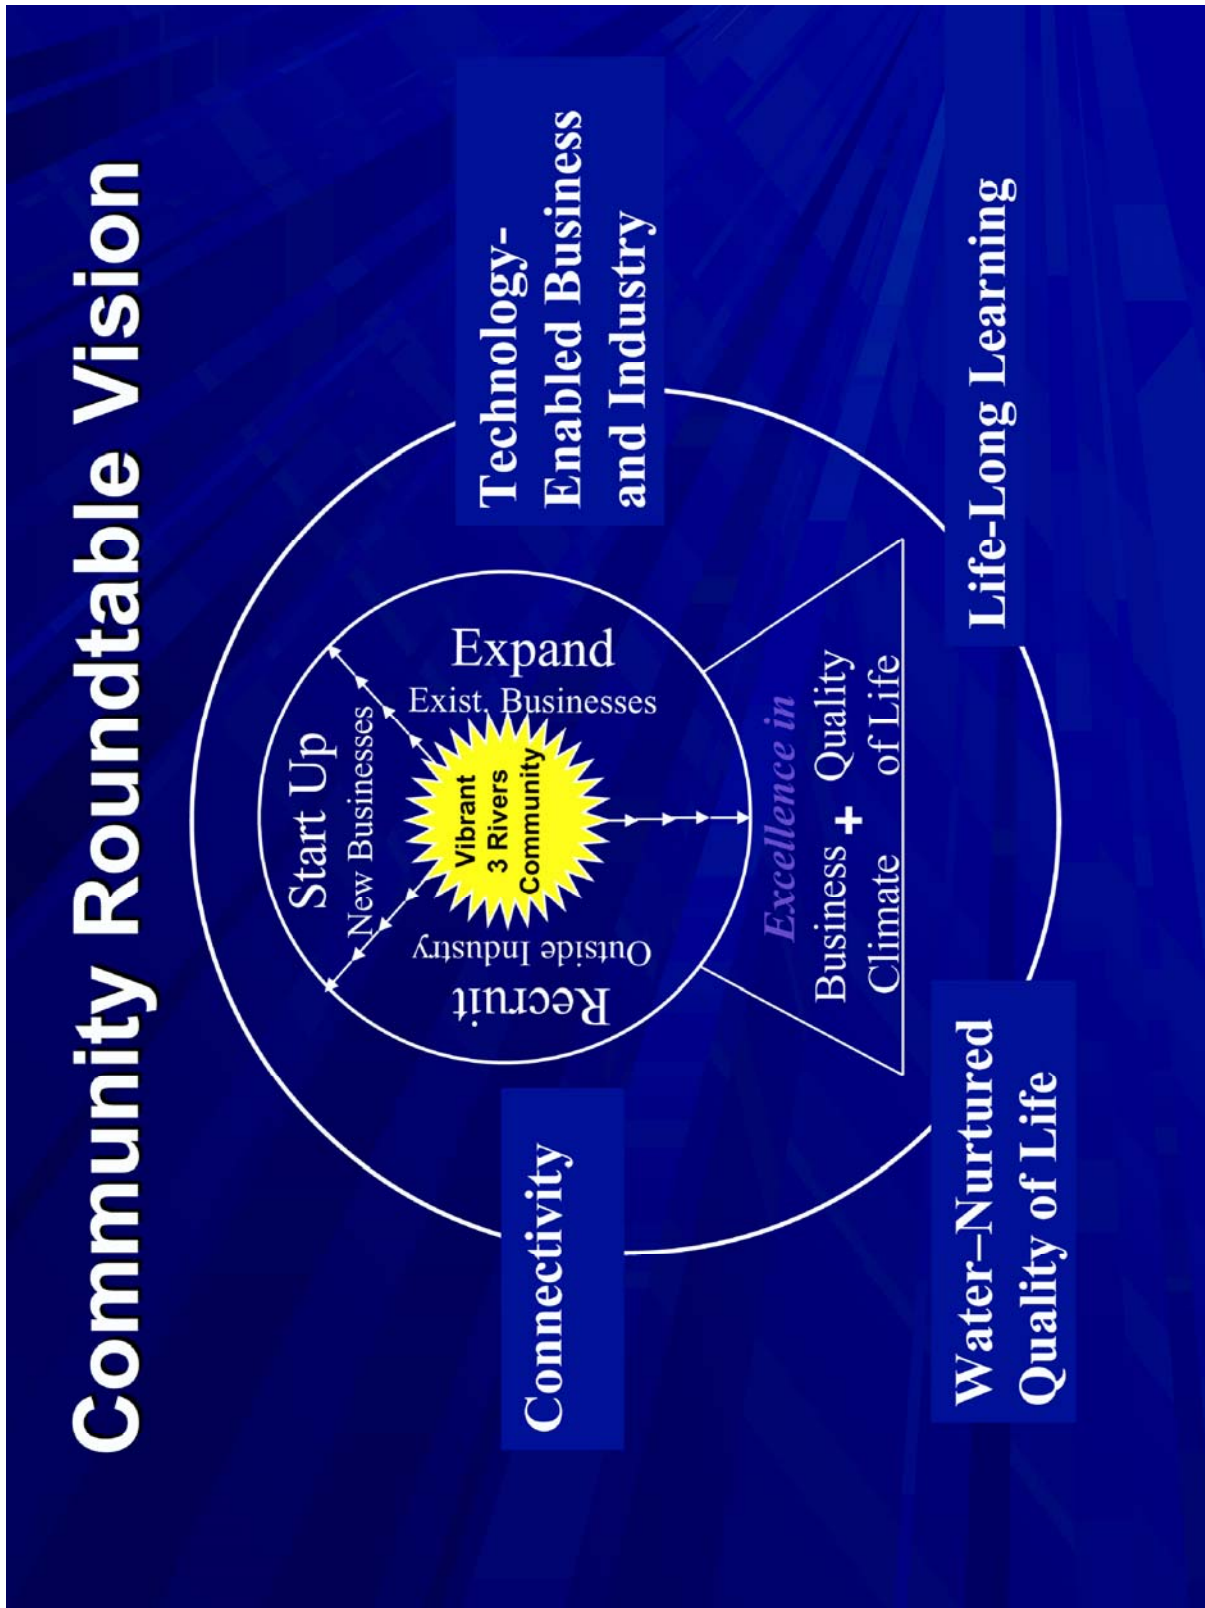 Community Roundtable Vision
Start Up
New Businesses
Expand
Exist. Businesses
Recruit
Outside Industry
Vibrant
3 Rivers
Community
Excellence in
Business + Quality
Climate of Life
Connectivity
Technology-
Enabled Business
and Industry
Water–Nurtured
Quality of Life
Life-Long Learning